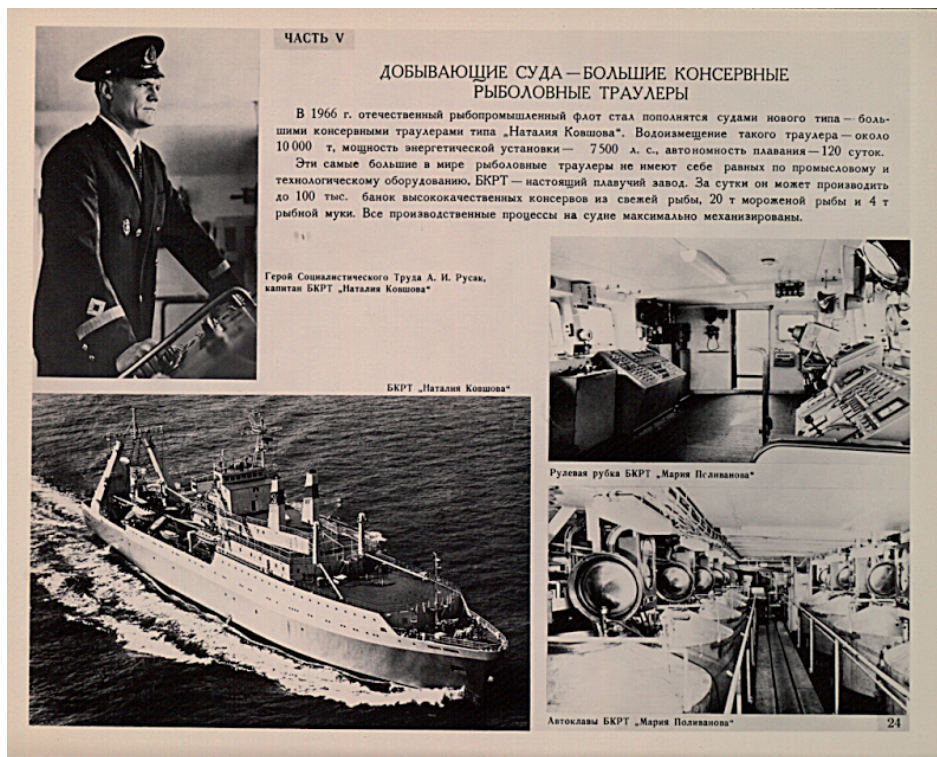 ЧАСТЬ V
ДОБЫВАЮЩИЕ СУДА — БОЛЬШИЕ КОНСЕРВНЫЕ
РЫБОЛОВНЫЕ ТРАУЛЕРЫ
В 1966 г. отечественный рыбопромышленный флот стал пополнятся судами нового типа — боль-
шими консервными траулерами типа „Наталия Ковшова“. Водоизмещение такого траулера — около
10 000 т, мощность энергетической установки — 7 500 л. с., автономность плавания — 120 суток.
Эти самые большие в мире рыболовные траулеры не имеют себе равных по промысловому и
технологическому оборудованию, БКРТ — настоящий плавучий завод. За сутки он может производить
до 100 тыс. банок высококачественных консервов из свежей рыбы, 20 т мороженой рыбы и 4 т
рыбной муки. Все производственные процессы на судне максимально механизированы.
Герой Социалистического Труда А. И. Русак,
капитан БКРТ „Наталия Ковшова“
БКРТ „Наталия Ковшова“
Рулевая рубка БКРТ „Мария Поливанова“
Автоклавы БКРТ „Мария Поливанова“
24